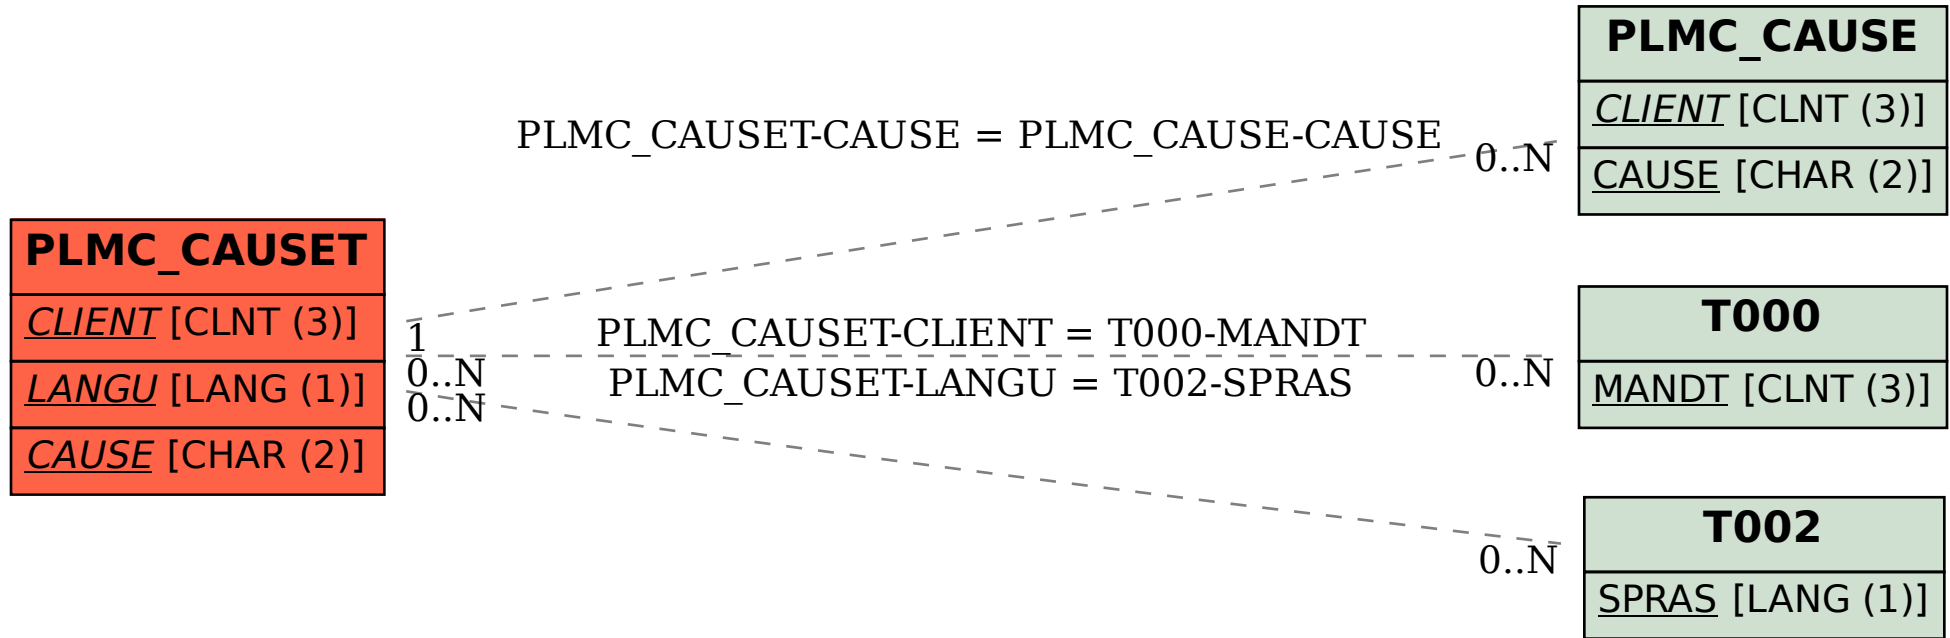 PLMC_CAUSET
CLIENT [CLNT (3)]
LANGU [LANG (1)]
CAUSE [CHAR (2)]
PLMC_CAUSET-CAUSE = PLMC_CAUSE-CAUSE
0..N
1
PLMC_CAUSET-CLIENT = T000-MANDT
0..N
0..N
PLMC_CAUSET-LANGU = T002-SPRAS
0..N
0..N
PLMC_CAUSE
CLIENT [CLNT (3)]
CAUSE [CHAR (2)]
T000
MANDT [CLNT (3)]
T002
SPRAS [LANG (1)]